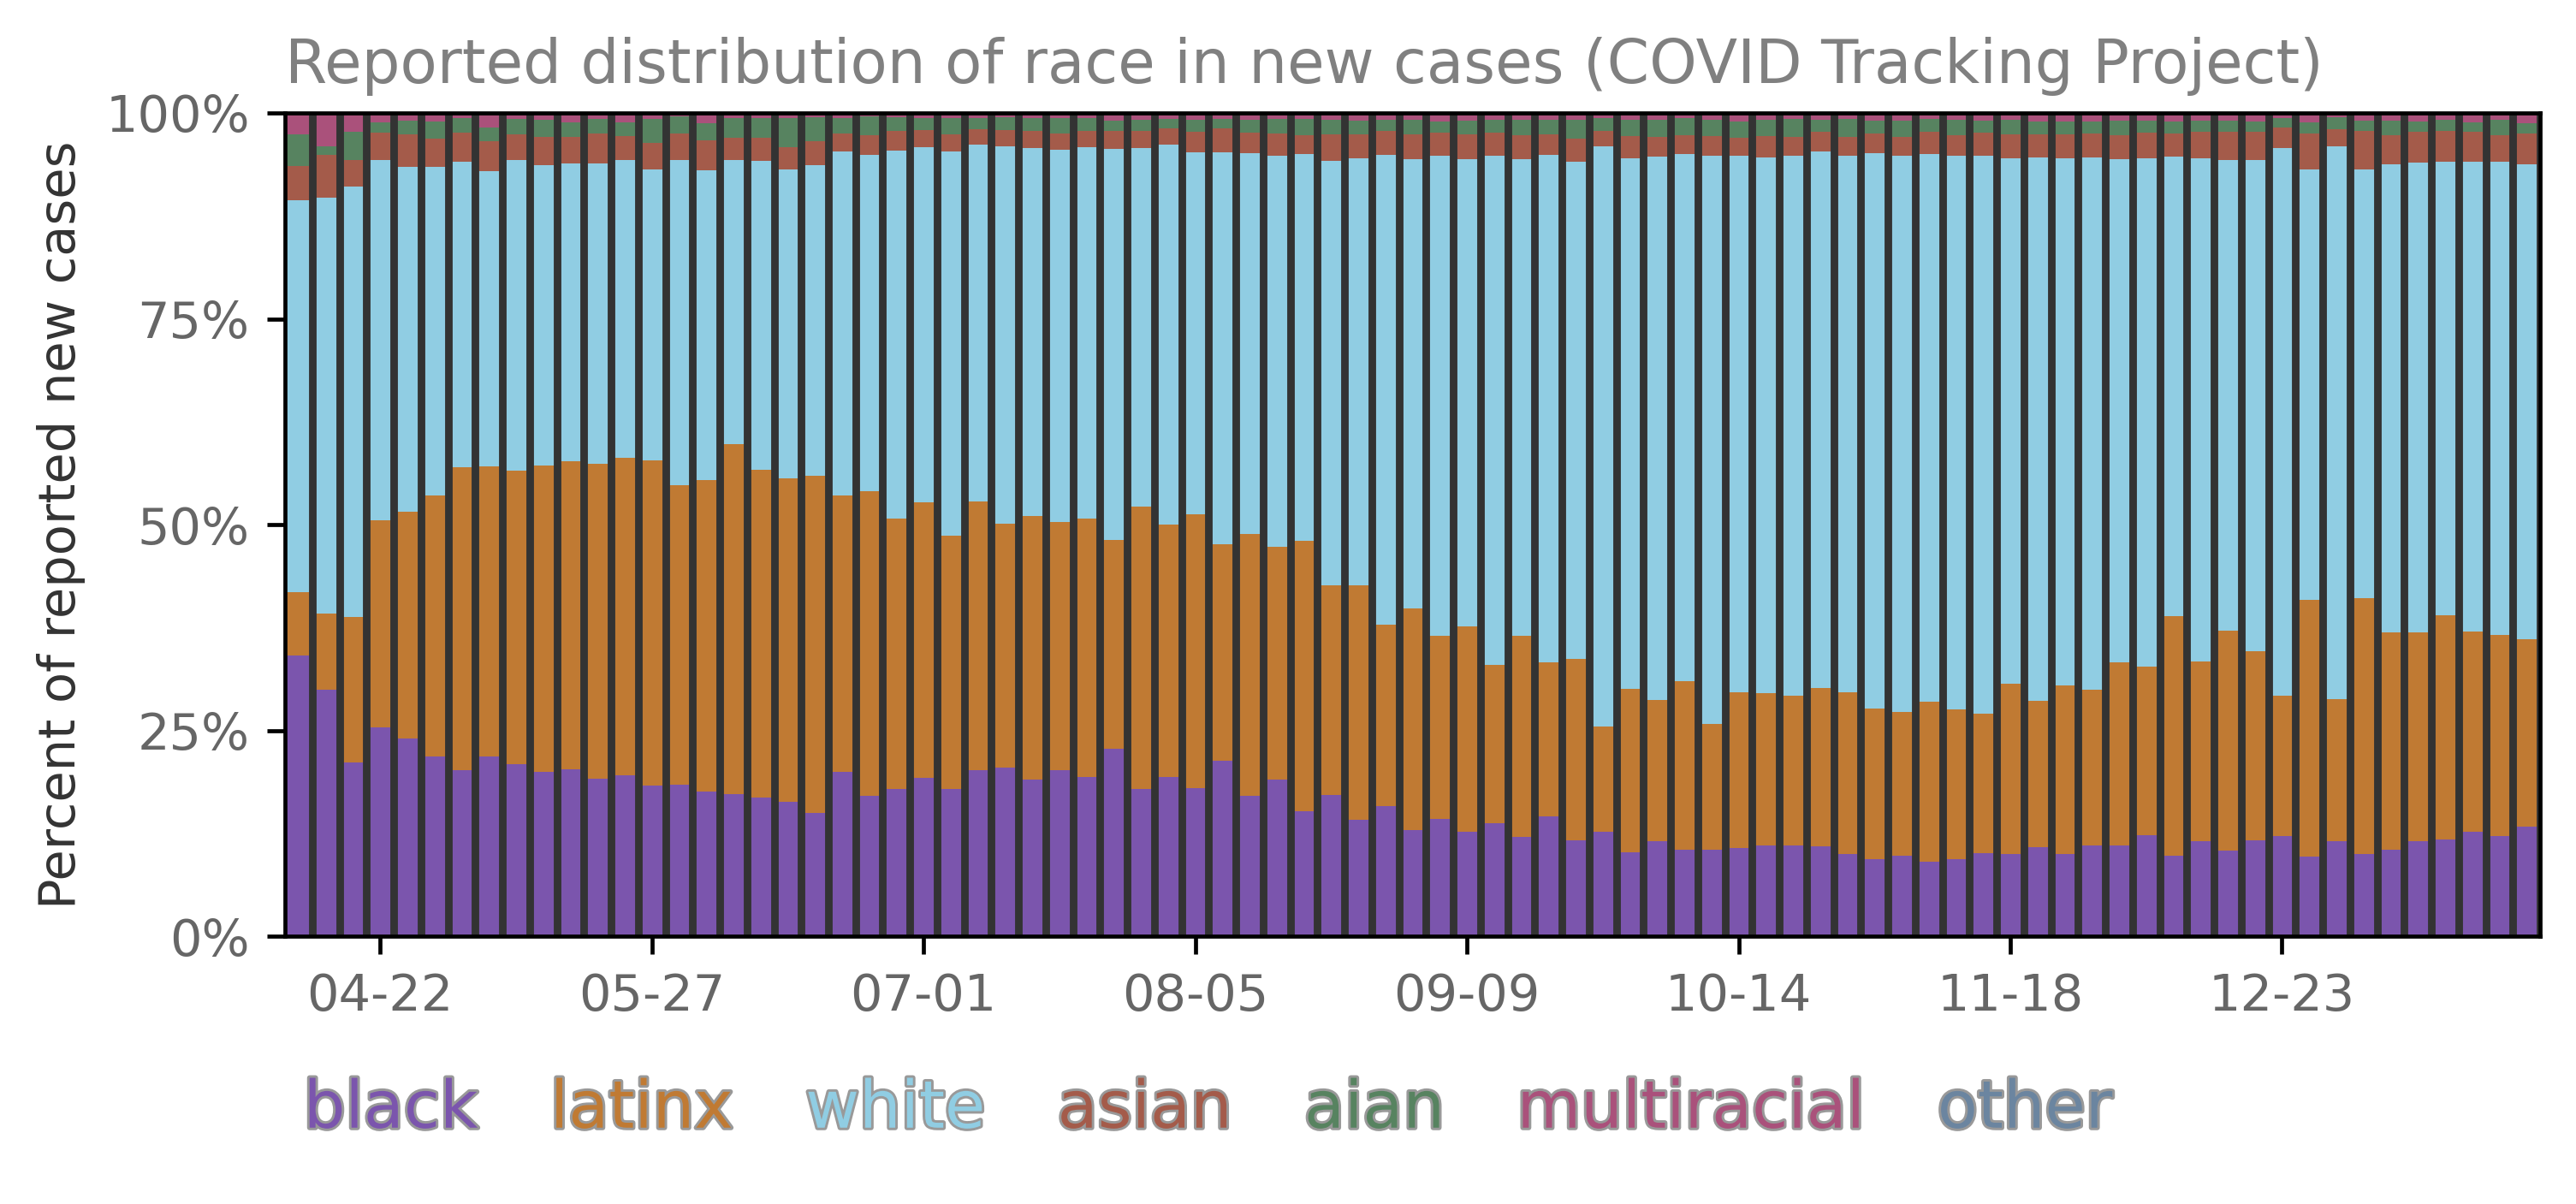 Reported distribution of race in new cases (COVID Tracking Project)
Percent of reported new cases
100%
75%
50%
25%
0%
04-22 05-27 07-01 08-05 09-09 10-14 11-18 12-23
black latinx white asian aian multiracial other